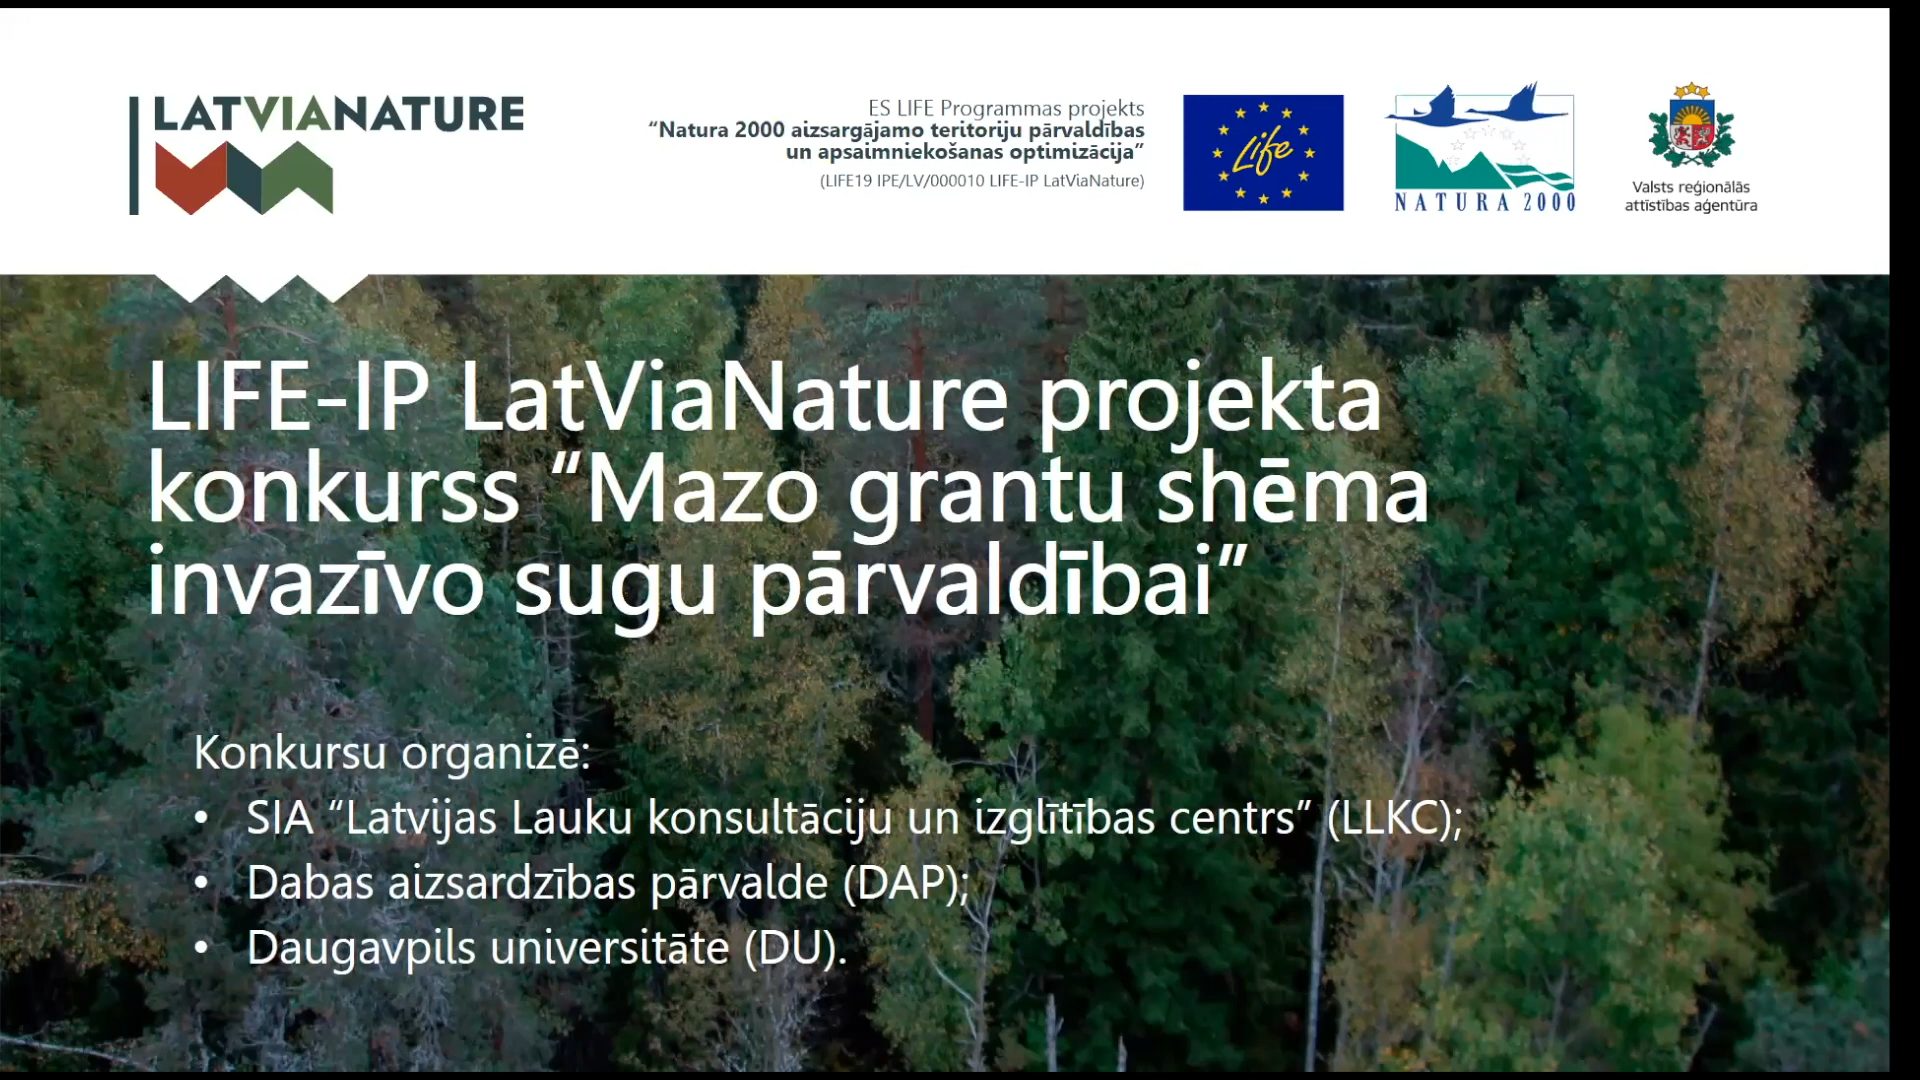 LATVIANATURE
ES LIFE Programmas projekts
“Natura 2000 aizsargājamo teritoriju pārvaldības
un apsaimniekošanas optimizācija”
(LIFE19 IPE/LV/000010 LIFE-IP LatViaNature)
Life
NATURA 2000
Valsts reģionālās
attīstības aģentūra
LIFE-IP LatViaNature projekta
konkurss “Mazo grantu shēma
invazīvo sugu pārvaldībai”
Konkursu organizē:
• SIA “Latvijas Lauku konsultāciju un izglītības centrs” (LLKC);
• Dabas aizsardzības pārvalde (DAP);
• Daugavpils universitāte (DU).